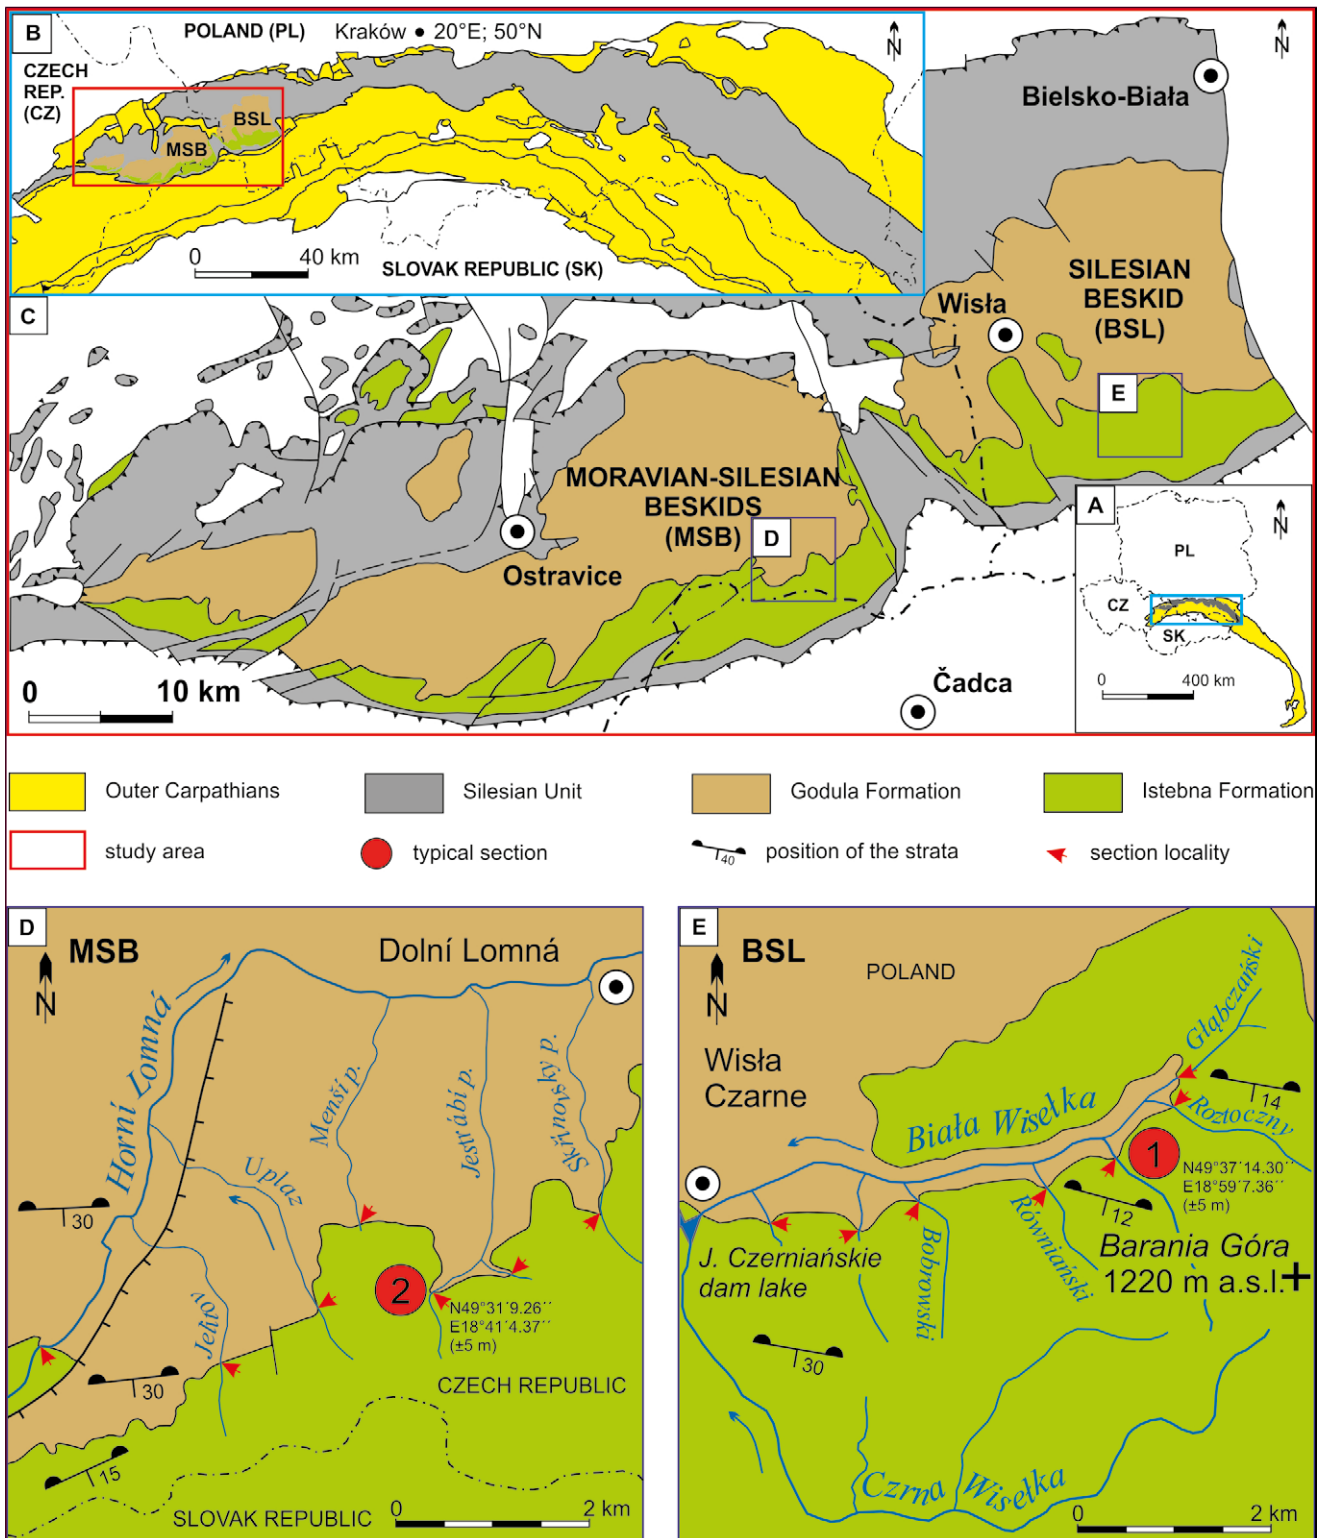 B
POLAND (PL)
Kraków
20°E; 50°N
N
CZECH
REP.
(CZ)
BSL
MSB
0
40 km
SLOVAK REPUBLIC (SK)
C
N
Bielsko-Biała
SILESIAN
BESKID
(BSL)
Wisła
E
MORAVIAN-SILESIAN
BESKIDS
(MSB)
D
Ostravice
Čadca
0
10 km
A
N
PL
CZ
SK
0
400 km
Outer Carpathians
Silesian Unit
Godula Formation
Istebna Formation
study area
typical section
40
position of the strata
section locality
D
MSB
N
Dolní Lomná
Horní Lomná
Menší p.
Jestrábí p.
Skřinovsky p.
Uplaz
Jehtov
30
30
15
2
N49°31´9.26´´
E18°41´4.37´´
(±5 m)
CZECH REPUBLIC
SLOVAK REPUBLIC
0
2 km
E
BSL
N
POLAND
Wisła
Czarne
Głąbczański
14
Roztoczny
Biała Wisełka
1
N49°37´14.30´´
E18°59´7.36´´
(±5 m)
12
Równiański
Bobrowski
J. Czerniańskie
dam lake
Barania Góra
1220 m a.s.l.
30
Czrna Wisełka
0
2 km